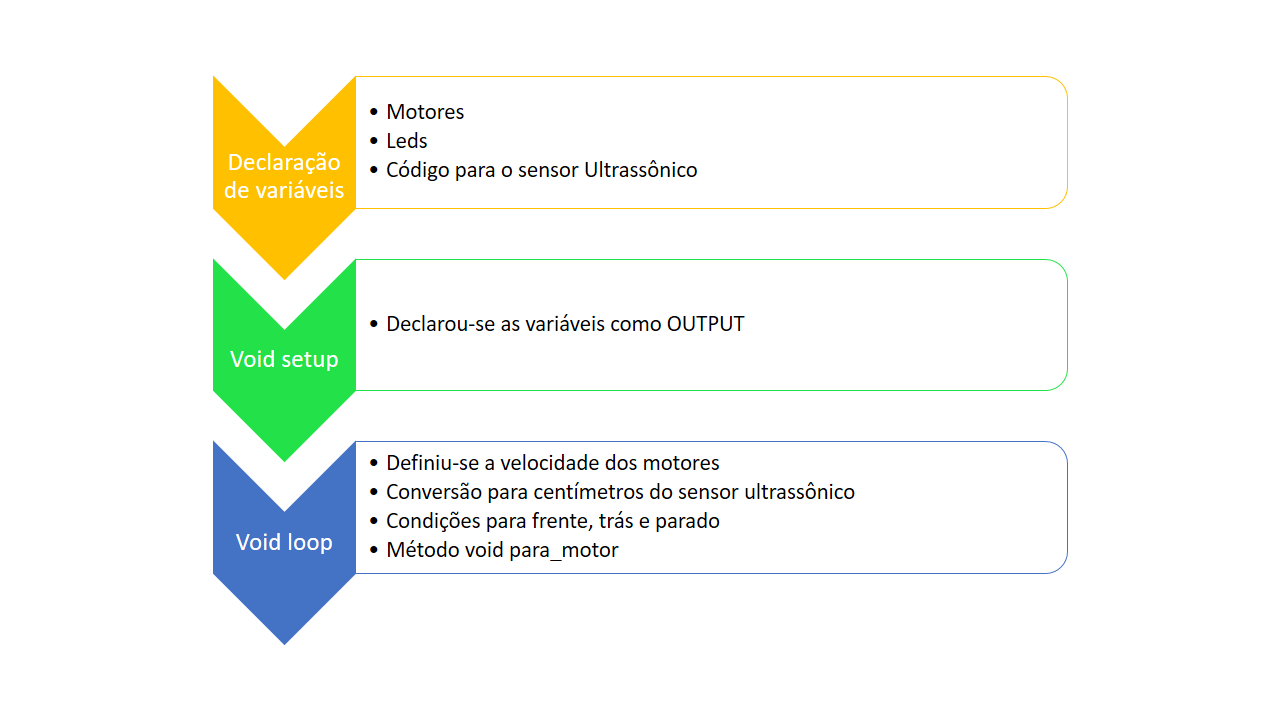 Declaração
de variáveis
• Motores
• Leds
• Código para o sensor Ultrassônico
Void setup
• Declarou-se as variáveis como OUTPUT
Void loop
• Definiu-se a velocidade dos motores
• Conversão para centímetros do sensor ultrassônico
• Condições para frente, trás e parado
• Método void para_motor